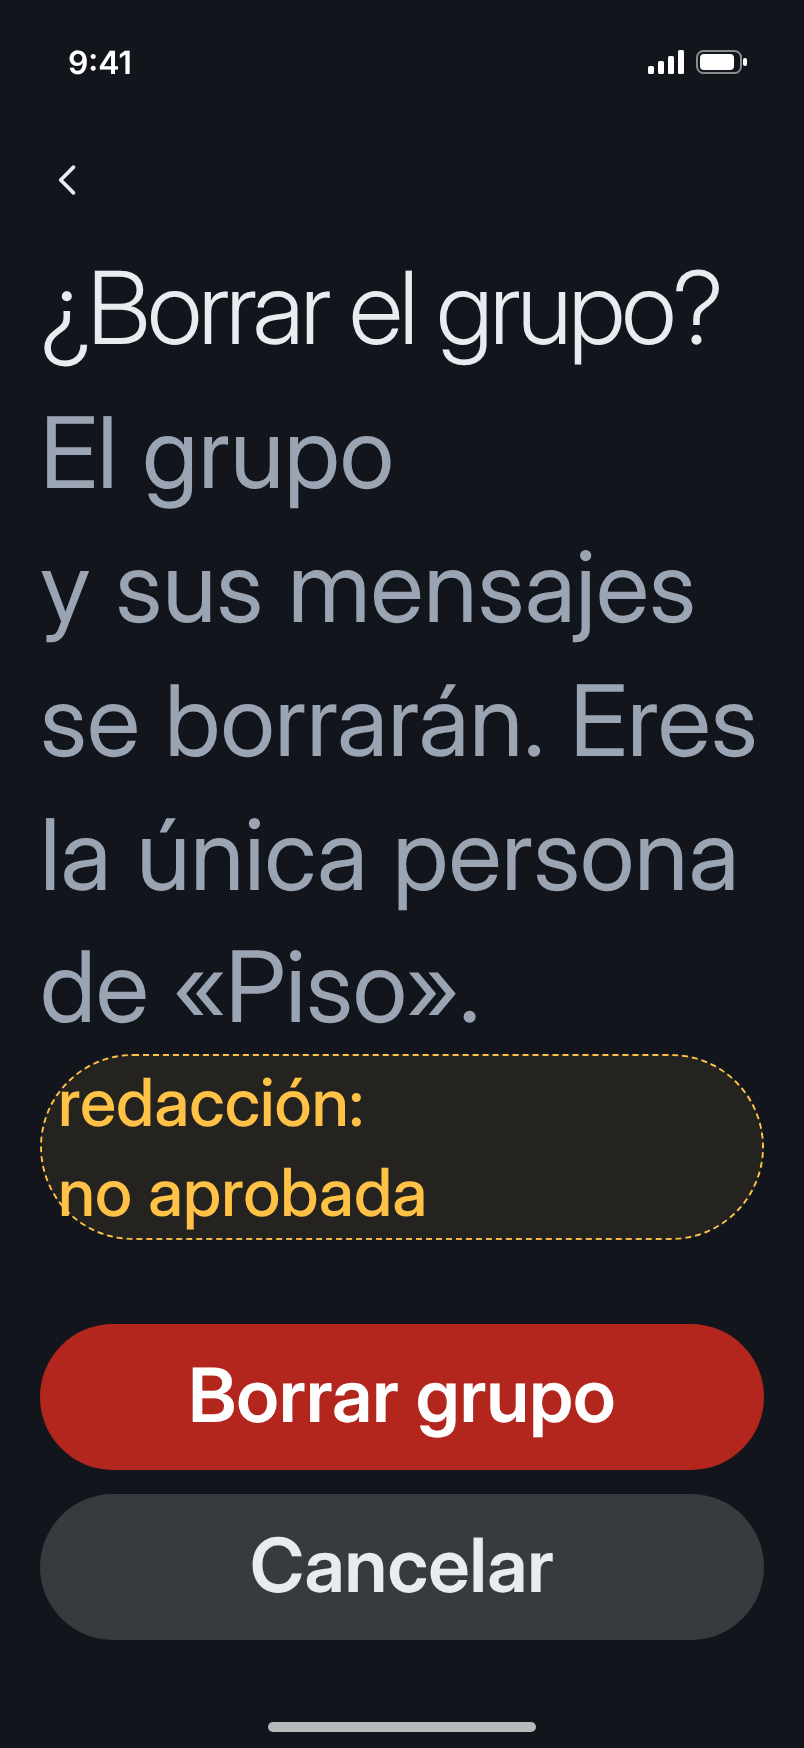 9:41
¿Borrar el grupo?
El grupo
y sus mensajes
se borrarán. Eres
la única persona
de «Piso».
redacción:
no aprobada
Borrar grupo
Cancelar